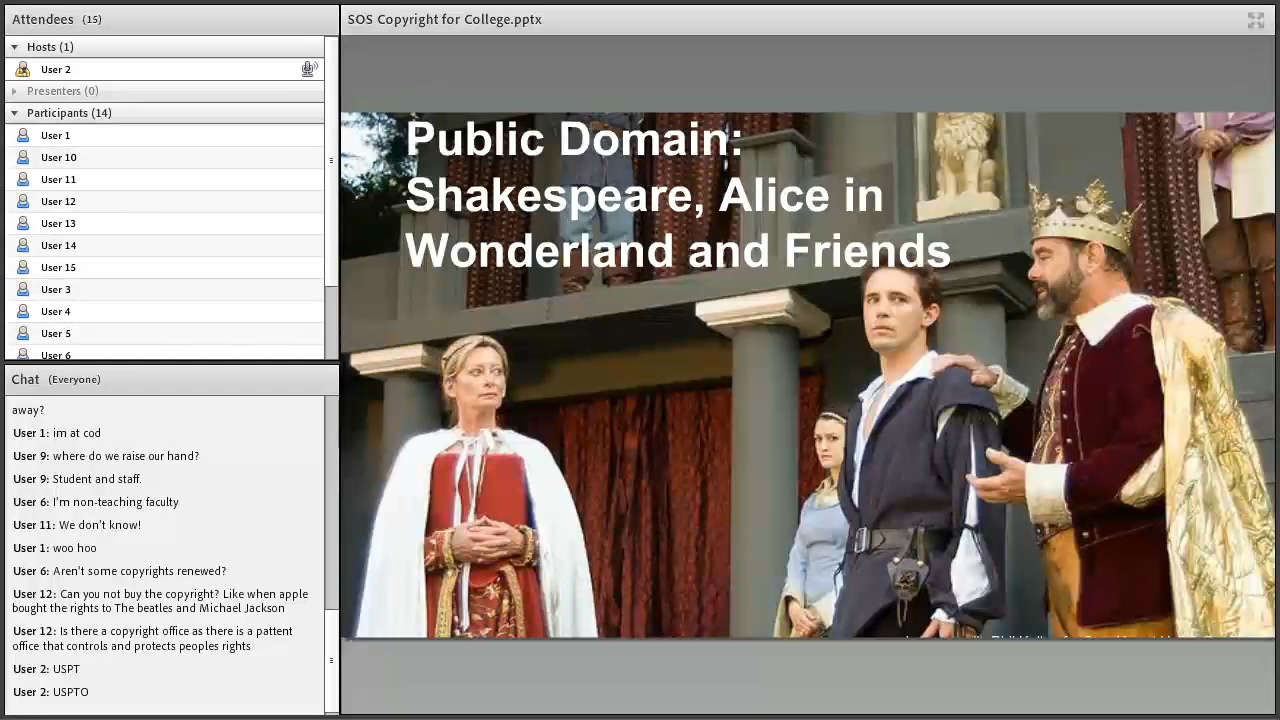 Attendees (15)
Hosts (1)
User 2
Presenters (0)
Participants (14)
User 1
User 10
User 11
User 12
User 13
User 14
User 15
User 3
User 4
User 5
User 6
Chat (Everyone)
away?
User 1: im at cod
User 9: where do we raise our hand?
User 9: Student and staff.
User 6: I'm non-teaching faculty
User 11: We don't know!
User 1: woo hoo
User 6: Aren't some copyrights renewed?
User 12: Can you not buy the copyright? Like when apple
bought the rights to The beatles and Michael Jackson
User 12: Is there a copyright office as there is a pattent
office that controls and protects peoples rights
User 2: USPT
User 2: USPTO
SOS Copyright for College.pptx
Public Domain:
Shakespeare, Alice in
Wonderland and Friends